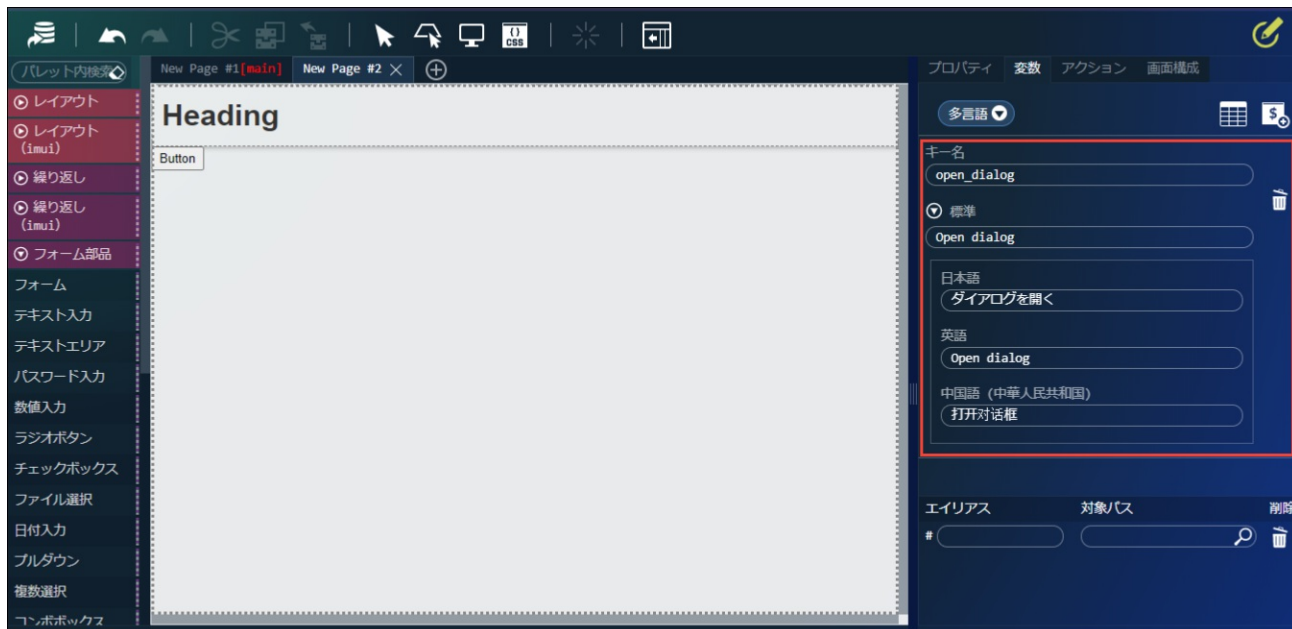 {} CSS
パレット内検索
New Page #1[main] New Page #2 ×
プロパティ 変数 アクション 画面構成
レイアウト
レイアウト
(imui)
繰り返し
繰り返し
(imui)
フォーム部品
フォーム
テキスト入力
テキストエリア
パスワード入力
数値入力
ラジオボタン
チェックボックス
ファイル選択
日付入力
プルダウン
複数選択
コンボボックス
Heading
Button
多言語
$
キー名
open_dialog
標準
Open dialog
日本語
ダイアログを開く
英語
Open dialog
中国語 (中華人民共和国)
打开对话框
エイリアス 対象パス 削除
#